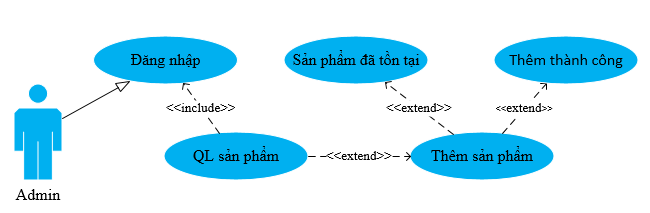 Đăng nhập
Sản phẩm đã tồn tại
Thêm thành công
<<include>>
<<extend>>
<<extend>>
QL sản phẩm
<<extend>>
Thêm sản phẩm
Admin